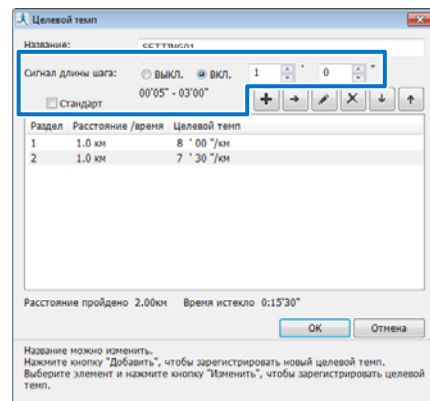 Целевой темп
Название: SETTING01
Сигнал длины шага: ВЫКЛ. ВКЛ. 1 ' 0 "
Стандарт 00'05" - 03'00"
Раздел Расстояние /время Целевой темп
1 1.0 км 8 ' 00 "/км
2 1.0 км 7 ' 30 "/км
Расстояние пройдено 2.00км Время истекло 0:15'30"
ОК Отмена
Название можно изменить.
Нажмите кнопку "Добавить", чтобы зарегистрировать новый целевой темп.
Выберите элемент и нажмите кнопку "Изменить", чтобы зарегистрировать целевой
темп.